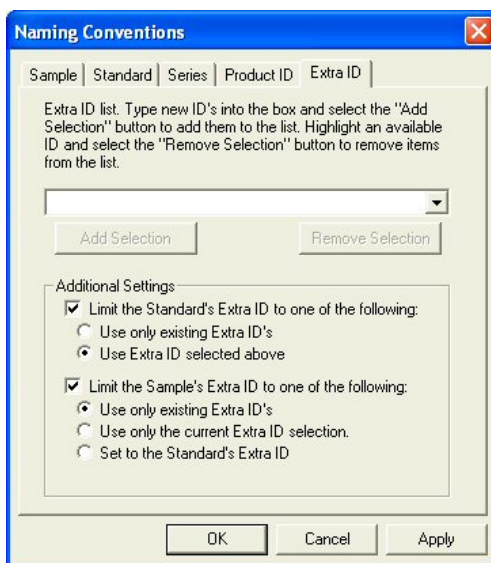 Naming Conventions
Sample Standard Series Product ID Extra ID
Extra ID list. Type new ID's into the box and select the "Add
Selection" button to add them to the list. Highlight an available
ID and select the "Remove Selection" button to remove items
from the list.
Add Selection Remove Selection
Additional Settings
Limit the Standard's Extra ID to one of the following:
Use only existing Extra ID's
Use Extra ID selected above
Limit the Sample's Extra ID to one of the following:
Use only existing Extra ID's
Use only the current Extra ID selection.
Set to the Standard's Extra ID
OK Cancel Apply